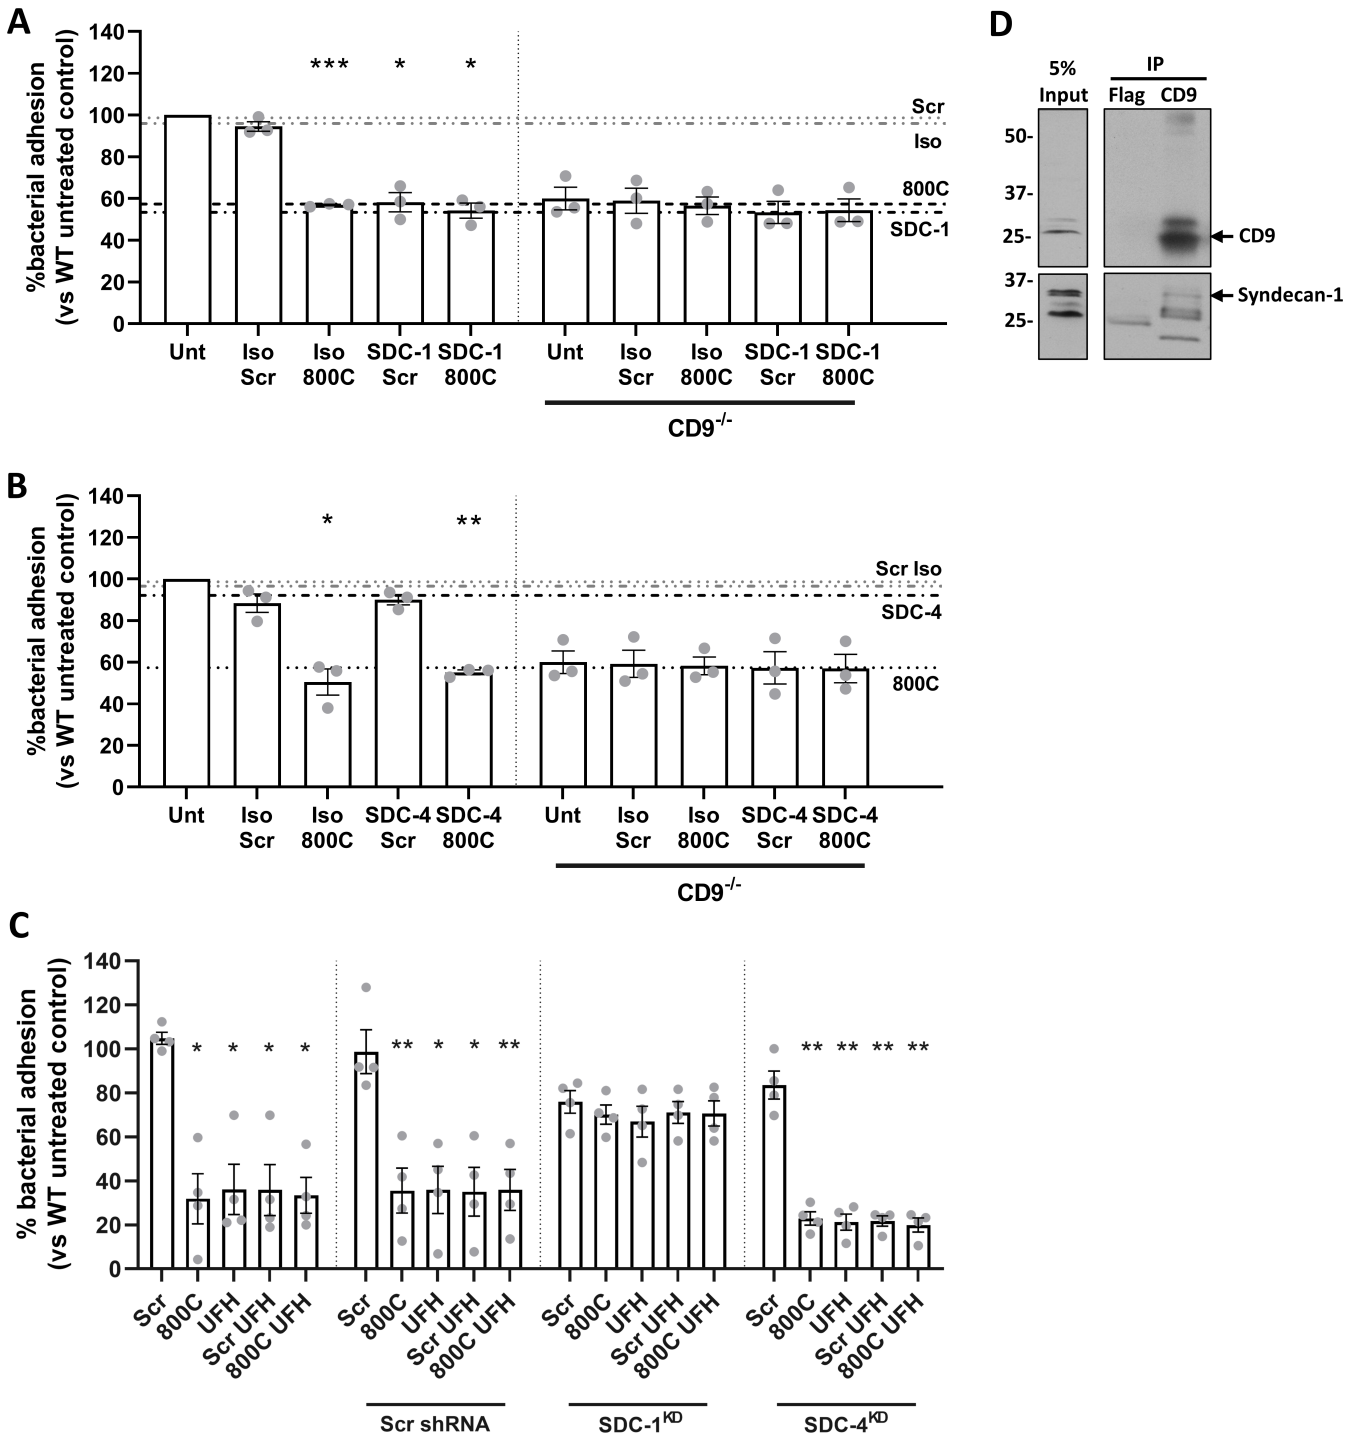 A
%bacterial adhesion
(vs WT untreated control)
140
120
100
80
60
40
20
0
*** * *
Scr
Iso
800C
SDC-1
Unt Iso Iso SDC-1 SDC-1 Unt Iso Iso SDC-1 SDC-1
Scr 800C Scr 800C Scr 800C Scr 800C
CD9-/-
D
5% IP
Input Flag CD9
50-
37-
25-
CD9
37-
Syndecan-1
25-
B
%bacterial adhesion
(vs WT untreated control)
140
120
100
80
60
40
20
0
* **
Scr Iso
SDC-4
800C
Unt Iso Iso SDC-4 SDC-4 Unt Iso Iso SDC-4 SDC-4
Scr 800C Scr 800C Scr 800C Scr 800C
CD9-/-
C
% bacterial adhesion
(vs WT untreated control)
140
120
100
80
60
40
20
0
* * * * ** * * ** ** ** ** **
Scr 800C UFH Scr UFH 800C UFH Scr 800C UFH Scr UFH 800C UFH Scr 800C UFH Scr UFH 800C UFH Scr 800C UFH Scr UFH 800C UFH
Scr shRNA SDC-1KD SDC-4KD